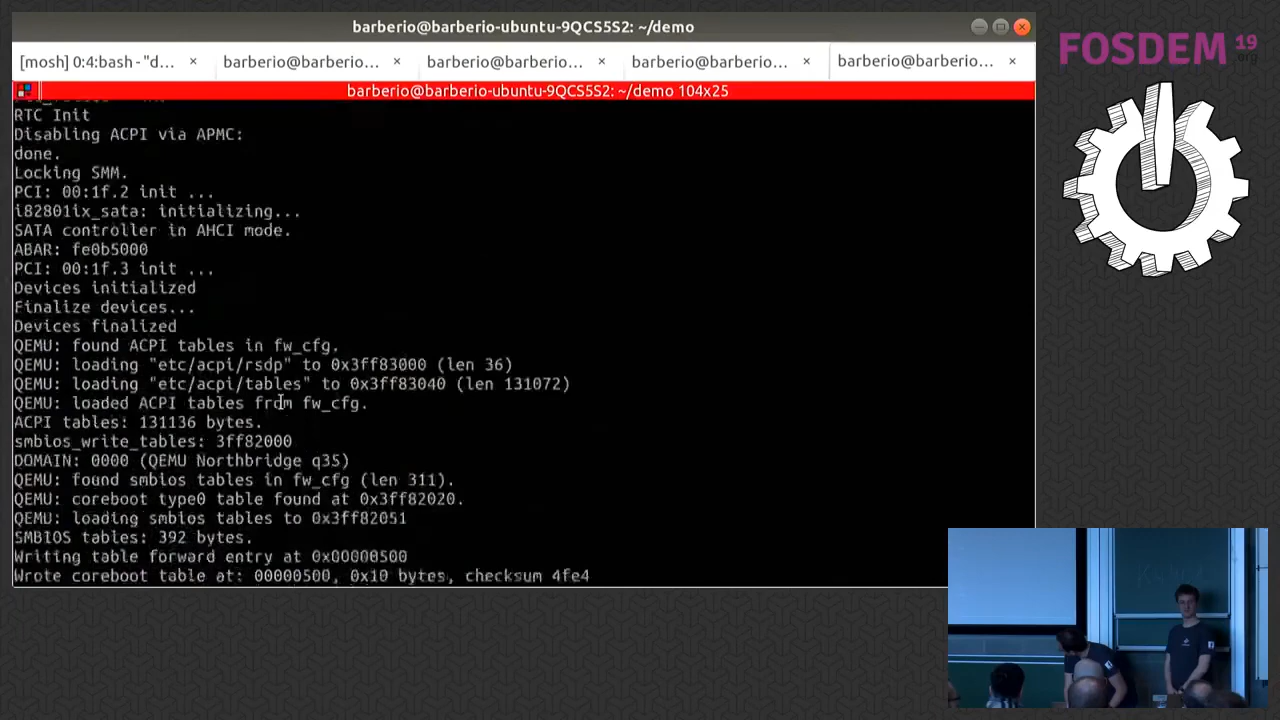 barberio@barberio-ubuntu-9QCS5S2: ~/demo
[mosh] 0:4:bash - "d... × barberio@barberio... × barberio@barberio... × barberio@barberio... × barberio@barberio... ×
barberio@barberio-ubuntu-9QCS5S2: ~/demo 104x25
RTC Init
Disabling ACPI via APMC:
done.
Locking SMM.
PCI: 00:1f.2 init ...
i82801ix_sata: initializing...
SATA controller in AHCI mode.
ABAR: fe0b5000
PCI: 00:1f.3 init ...
Devices initialized
Finalize devices...
Devices finalized
QEMU: found ACPI tables in fw_cfg.
QEMU: loading "etc/acpi/rsdp" to 0x3ff83000 (len 36)
QEMU: loading "etc/acpi/tables" to 0x3ff83040 (len 131072)
QEMU: loaded ACPI tables from fw_cfg.
ACPI tables: 131136 bytes.
smbios_write_tables: 3ff82000
DOMAIN: 0000 (QEMU Northbridge q35)
QEMU: found smbios tables in fw_cfg (len 311).
QEMU: coreboot type0 table found at 0x3ff82020.
QEMU: loading smbios tables to 0x3ff82051
SMBIOS tables: 392 bytes.
Writing table forward entry at 0x00000500
Wrote coreboot table at: 00000500, 0x10 bytes, checksum 4fe4
FOSDEM 19
.org